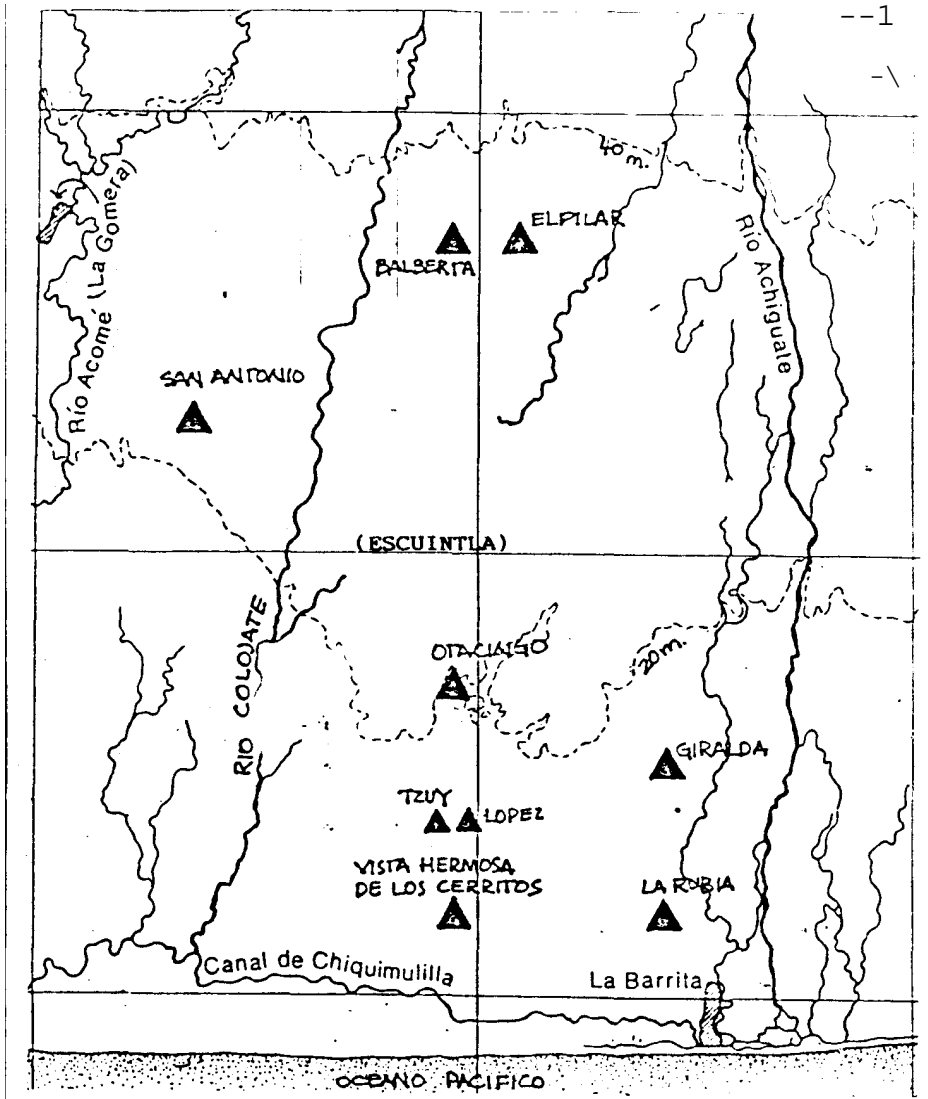 --1
-\
40 m.
Río Acomé (La Gomera)
ELPILAR
BALBERTA
Río Achiguate
SAN ANTONIO
(ESCUINTLA)
RIO COLOJATE
20 m.
GIRALDA
TZUY
LOPEZ
VISTA HERMOSA
DE LOS CERRITOS
LA RUBIA
Canal de Chiquimulilla
La Barrita
OCEANO PACIFICO